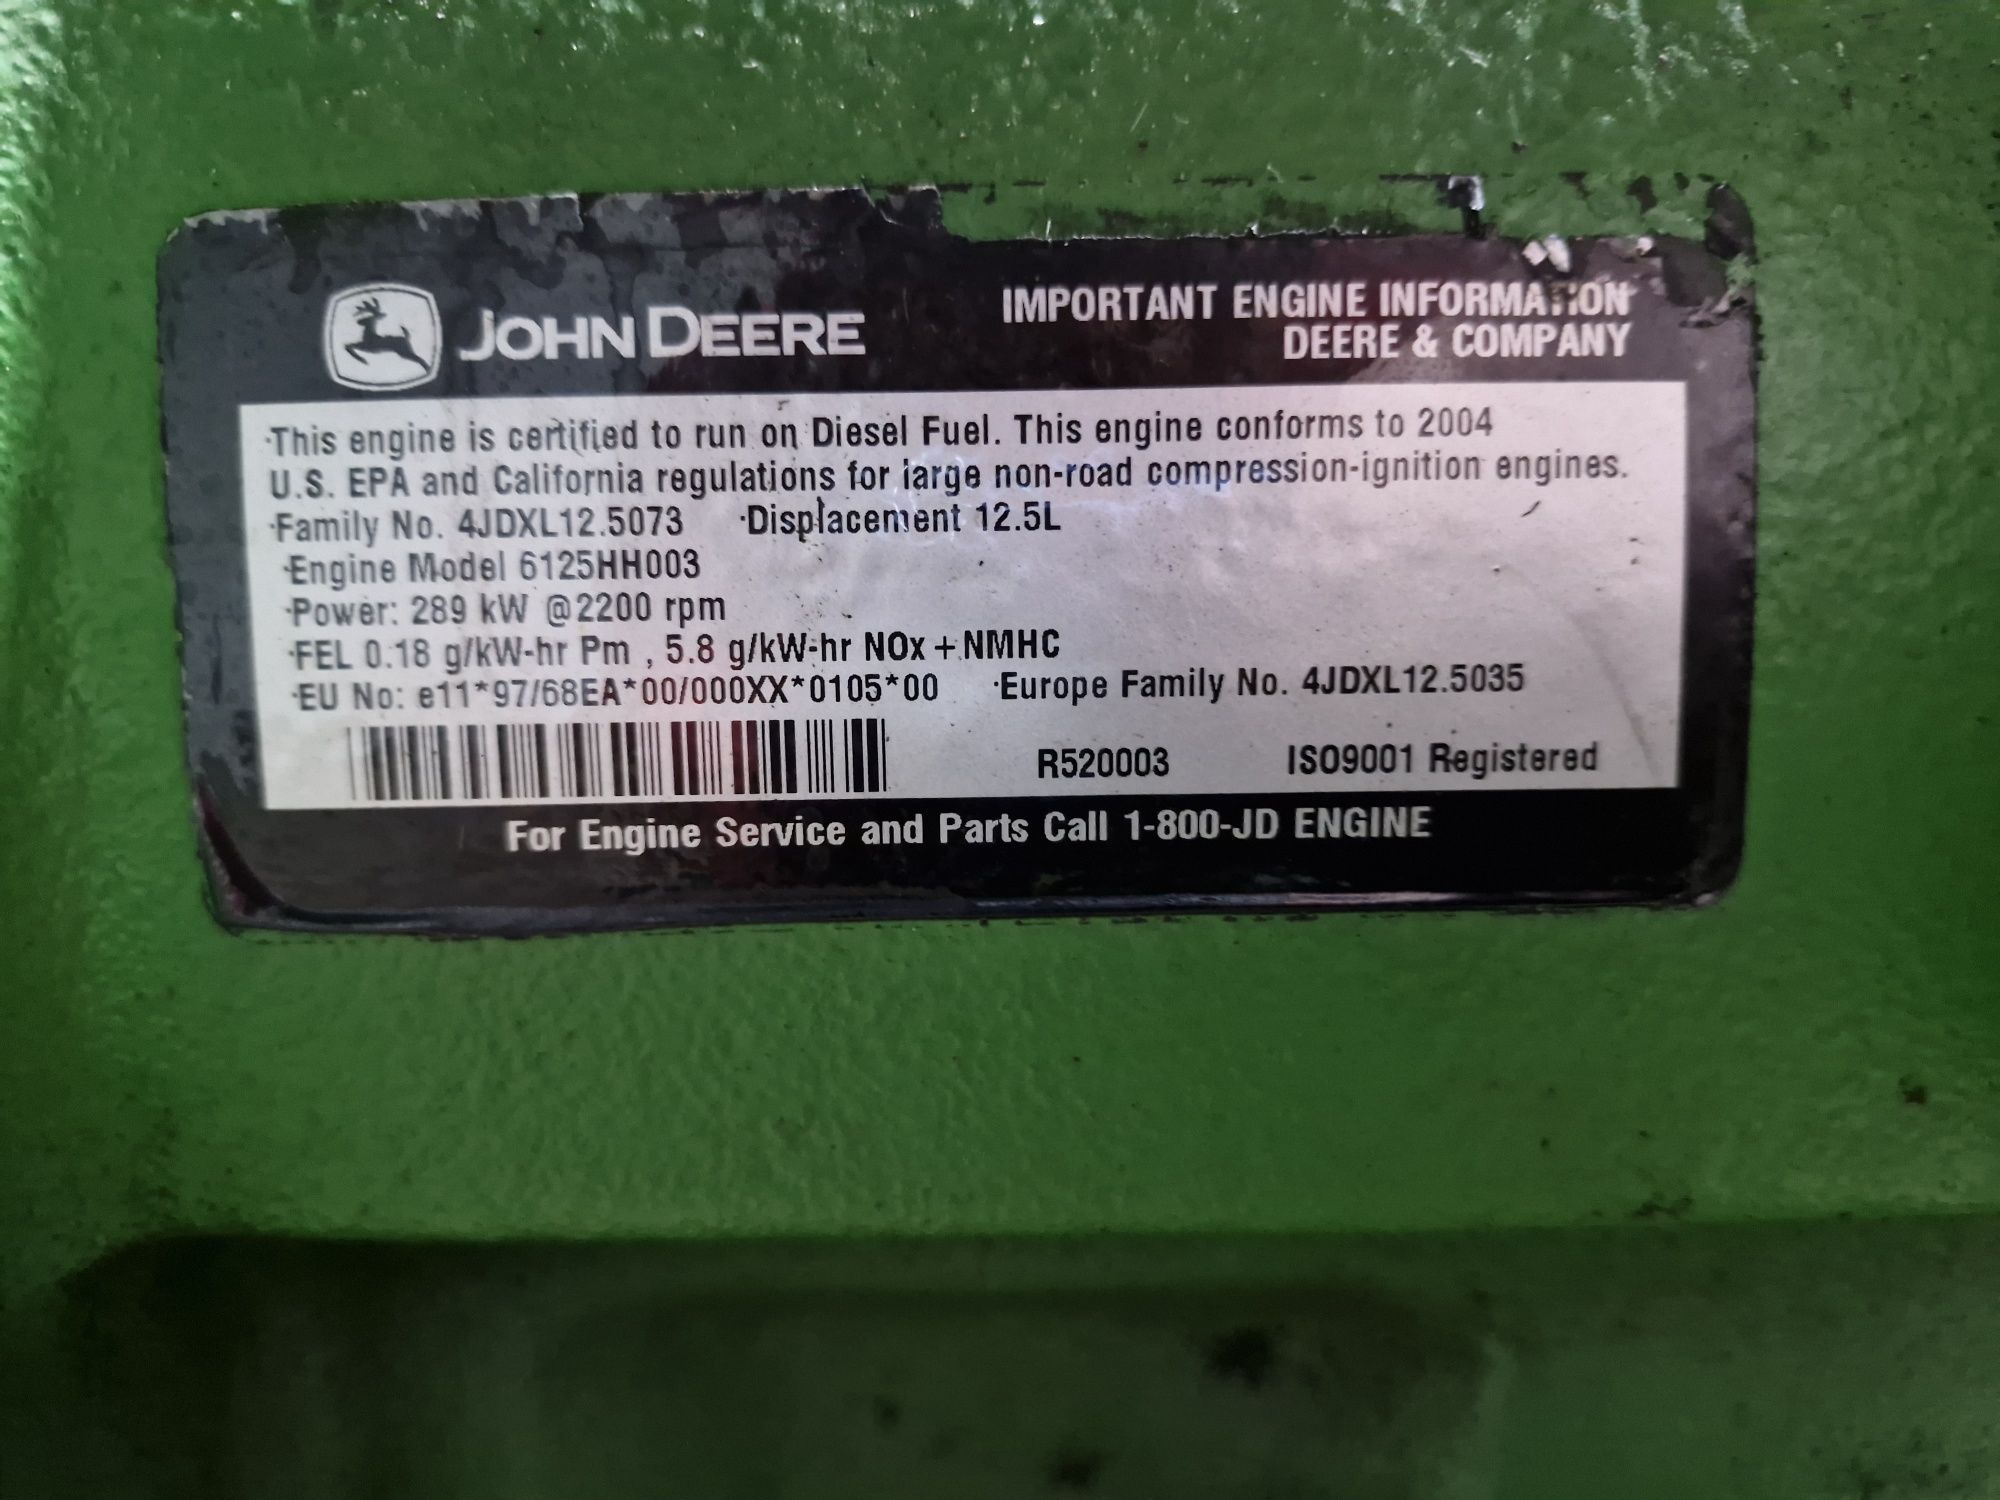 JOHN DEERE
IMPORTANT ENGINE INFORMATION
DEERE & COMPANY
·This engine is certified to run on Diesel Fuel. This engine conforms to 2004
U.S. EPA and California regulations for large non-road compression-ignition engines.
·Family No. 4JDXL12.5073 ·Displacement 12.5L
·Engine Model 6125HH003
·Power: 289 kW @2200 rpm
·FEL 0.18 g/kW-hr Pm , 5.8 g/kW-hr NOx + NMHC
·EU No: e11*97/68EA*00/000XX*0105*00 ·Europe Family No. 4JDXL12.5035
R520003 ISO9001 Registered
For Engine Service and Parts Call 1-800-JD ENGINE